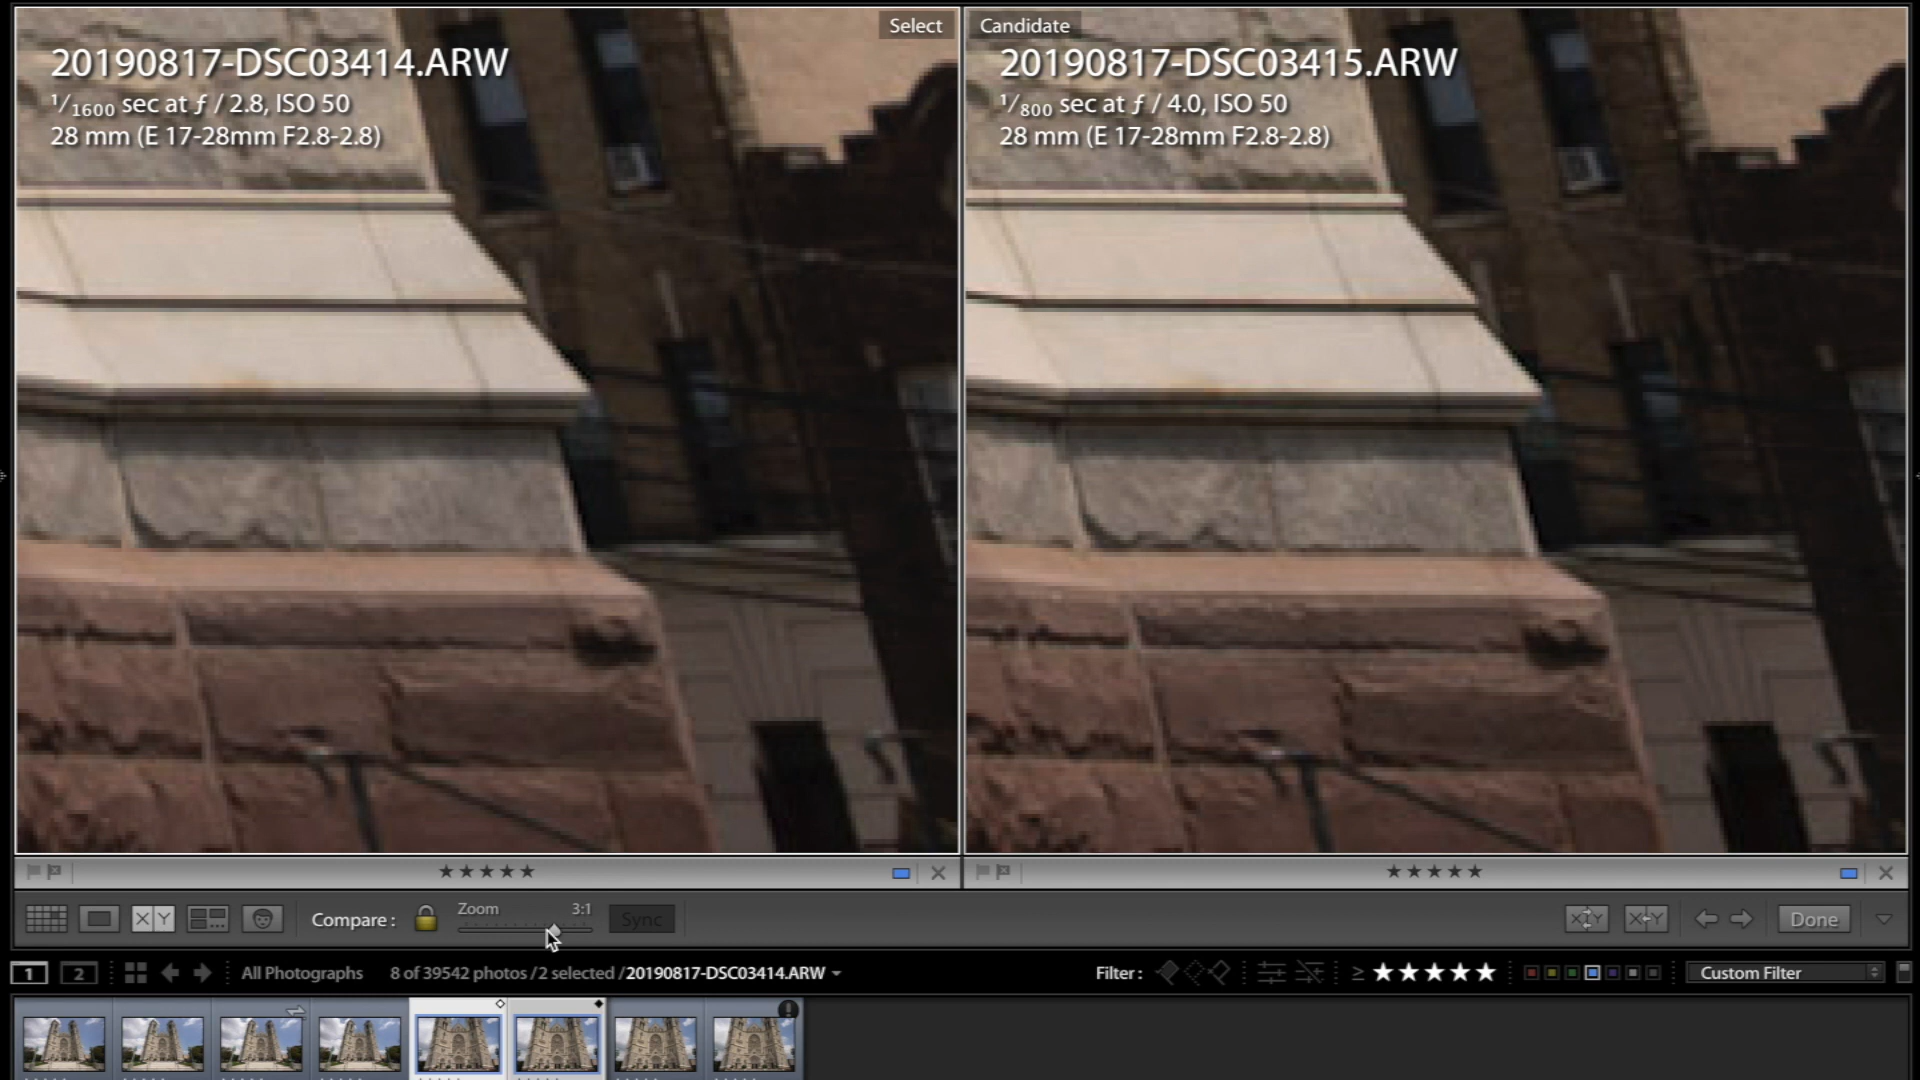 Select
20190817-DSC03414.ARW
1/1600 sec at ƒ / 2.8, ISO 50
28 mm (E 17-28mm F2.8-2.8)
Candidate
20190817-DSC03415.ARW
1/800 sec at ƒ / 4.0, ISO 50
28 mm (E 17-28mm F2.8-2.8)
X Y
Compare :
Zoom 3:1
Sync
X Y
X Y
Done
1 2
All Photographs
8 of 39542 photos /2 selected /20190817-DSC03414.ARW
Filter :
≥ ★★★★★
Custom Filter